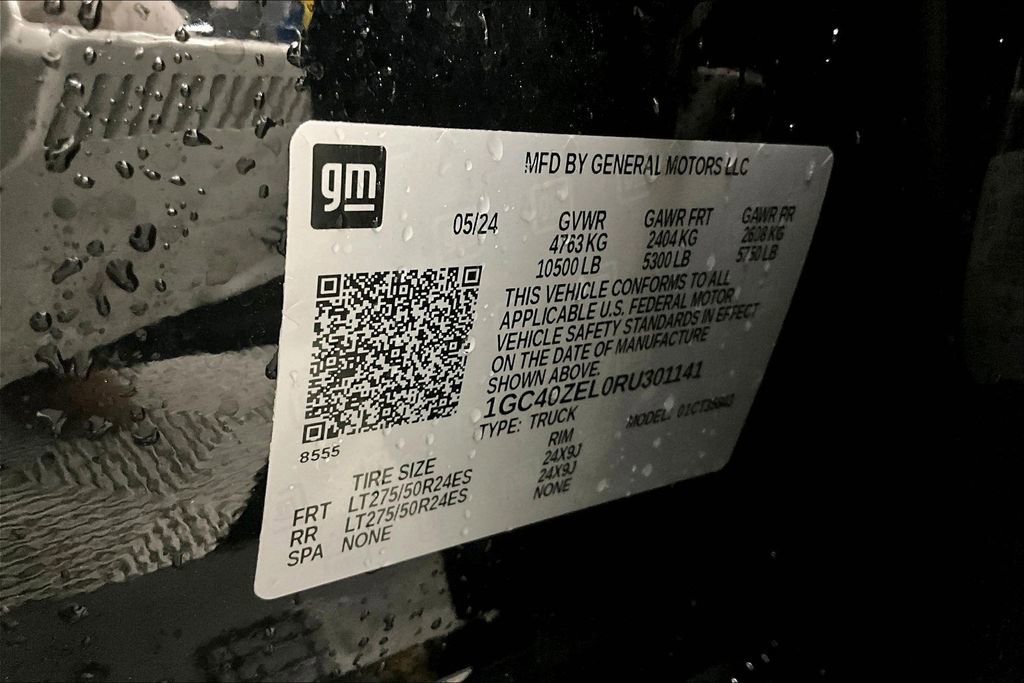 gm
MFD BY GENERAL MOTORS LLC
05/24 GVWR GAWR FRT GAWR RR
4763 KG 2404 KG 2608 KG
10500 LB 5300 LB 5750 LB
THIS VEHICLE CONFORMS TO ALL
APPLICABLE U.S. FEDERAL MOTOR
VEHICLE SAFETY STANDARDS IN EFFECT
ON THE DATE OF MANUFACTURE
SHOWN ABOVE.
1GC40ZEL0RU301141
TYPE: TRUCK MODEL:
8555
TIRE SIZE RIM
FRT LT275/50R24ES 24X9J
RR LT275/50R24ES 24X9J
SPA NONE NONE